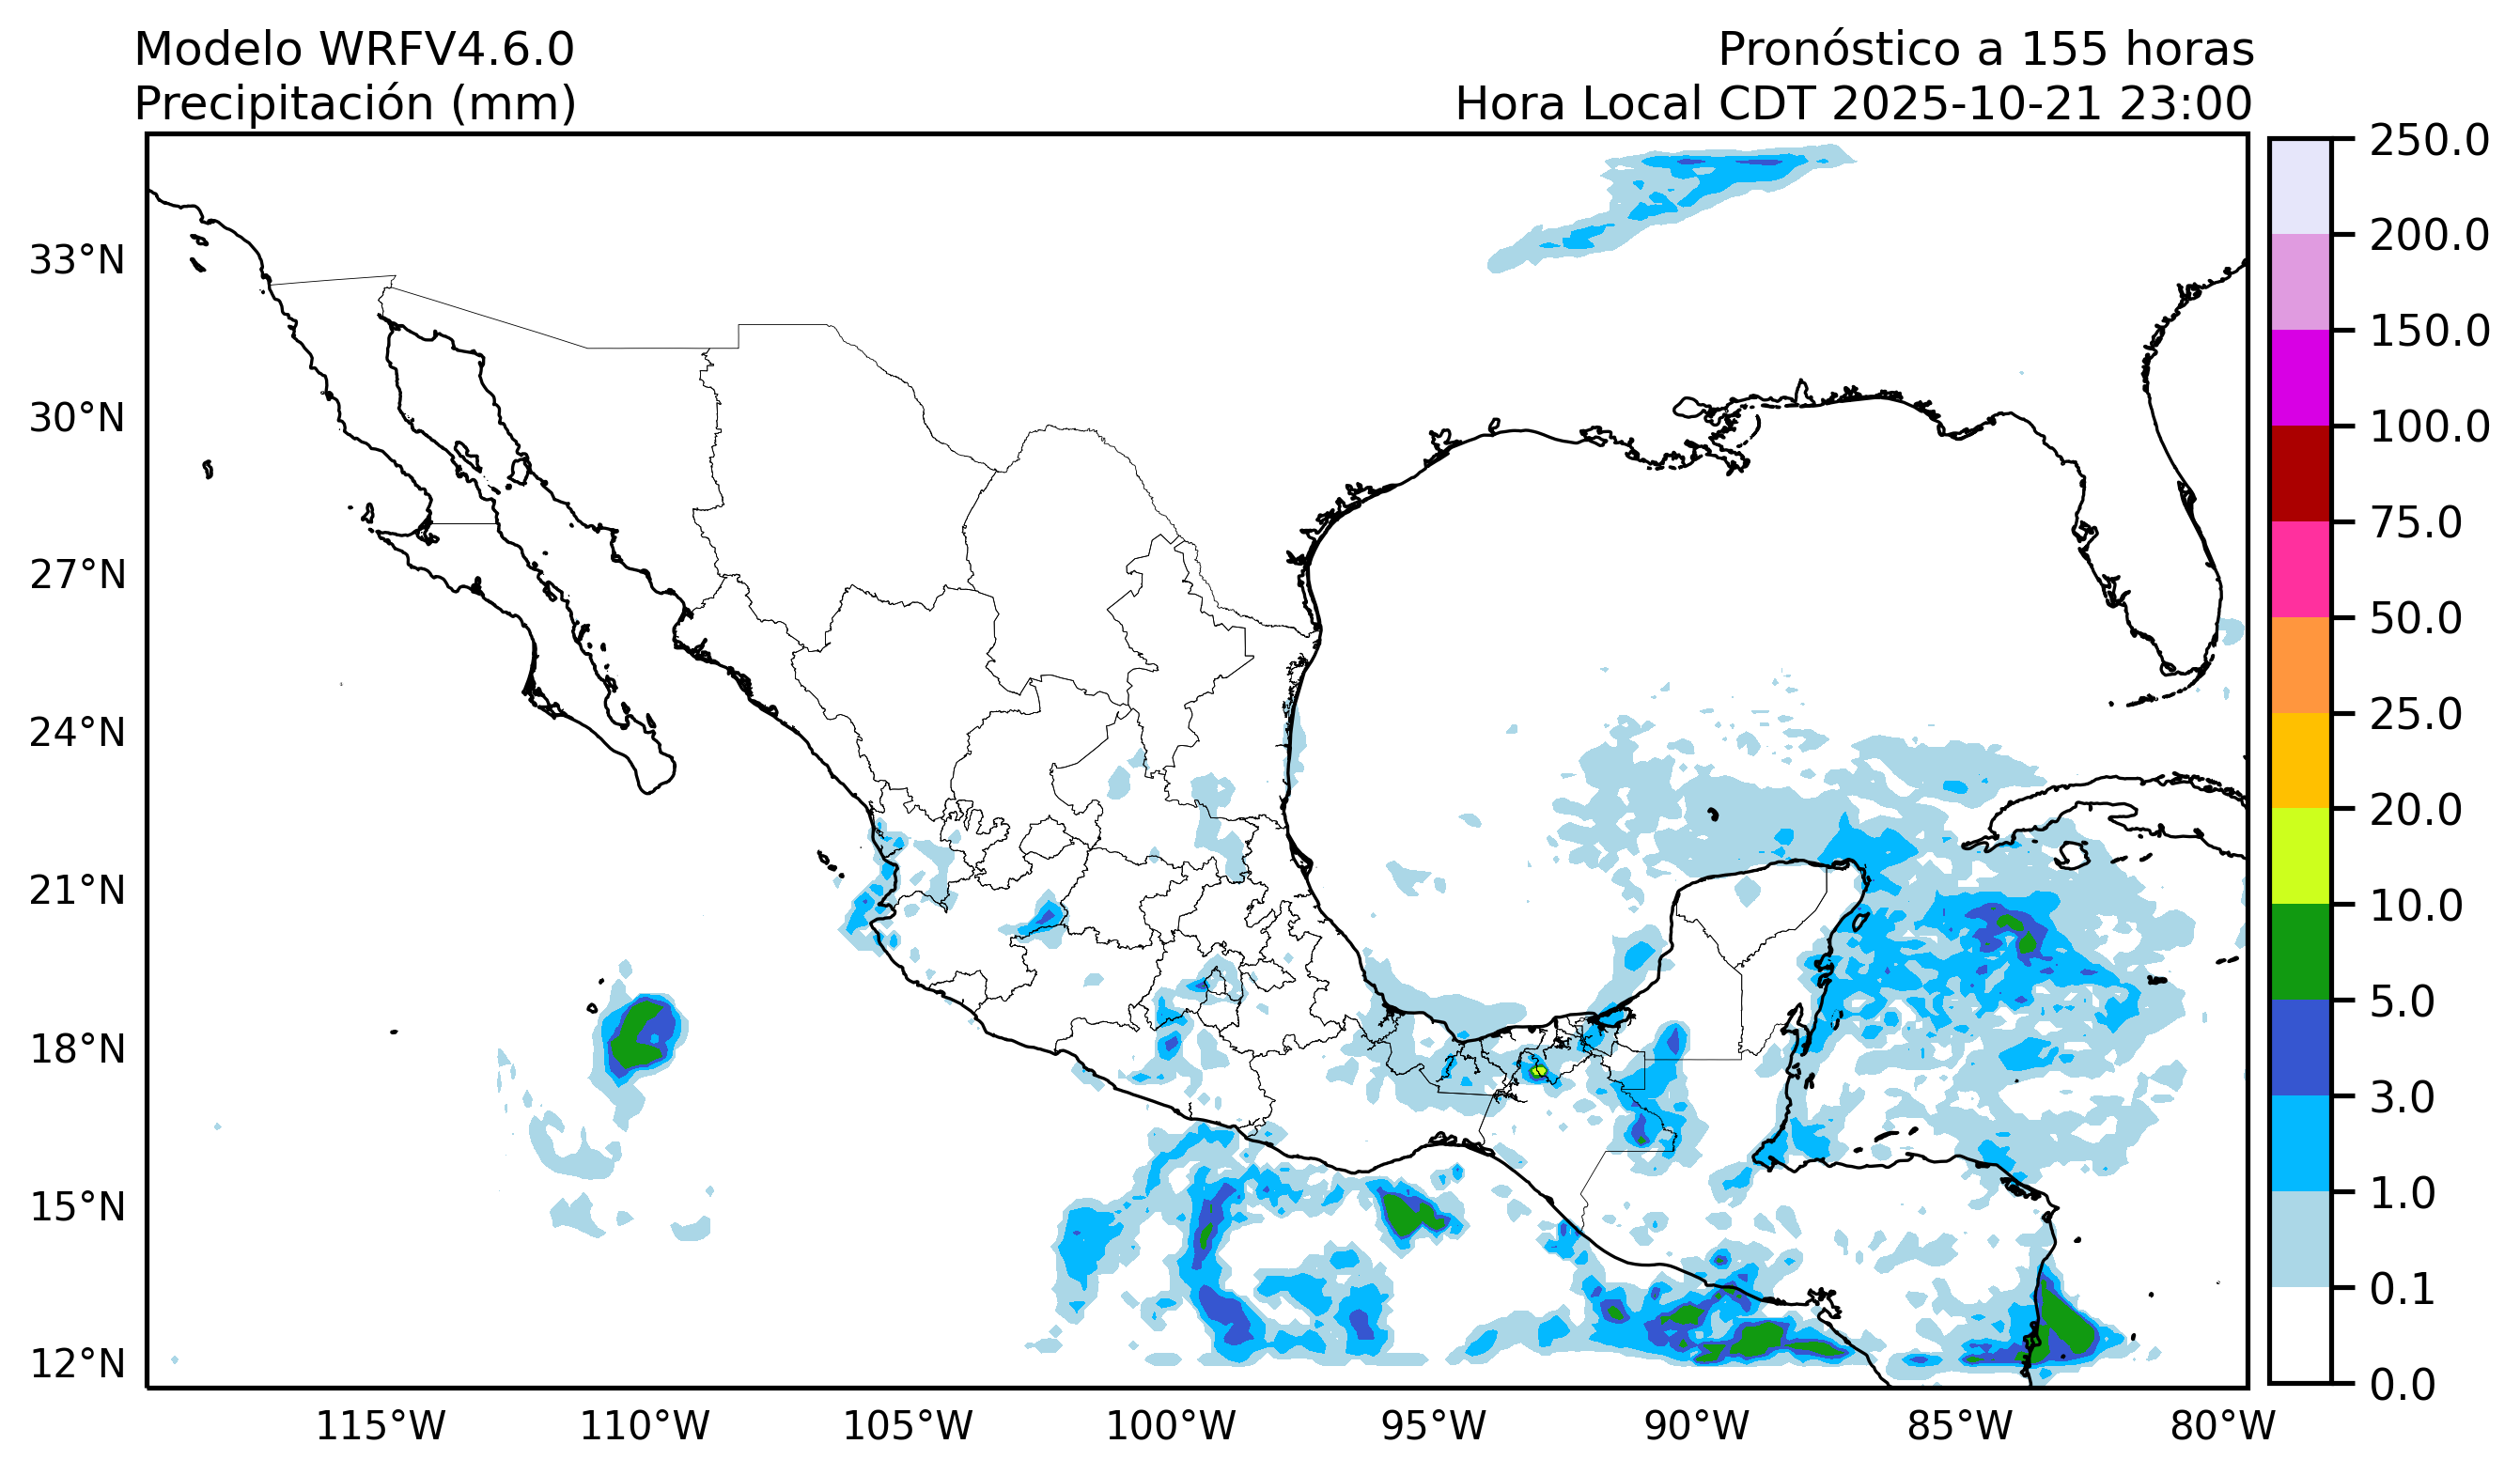 Modelo WRFV4.6.0
Precipitación (mm)
Pronóstico a 155 horas
Hora Local CDT 2025-10-21 23:00
33°N
30°N
27°N
24°N
21°N
18°N
15°N
12°N
115°W
110°W
105°W
100°W
95°W
90°W
85°W
80°W
250.0
200.0
150.0
100.0
75.0
50.0
25.0
20.0
10.0
5.0
3.0
1.0
0.1
0.0